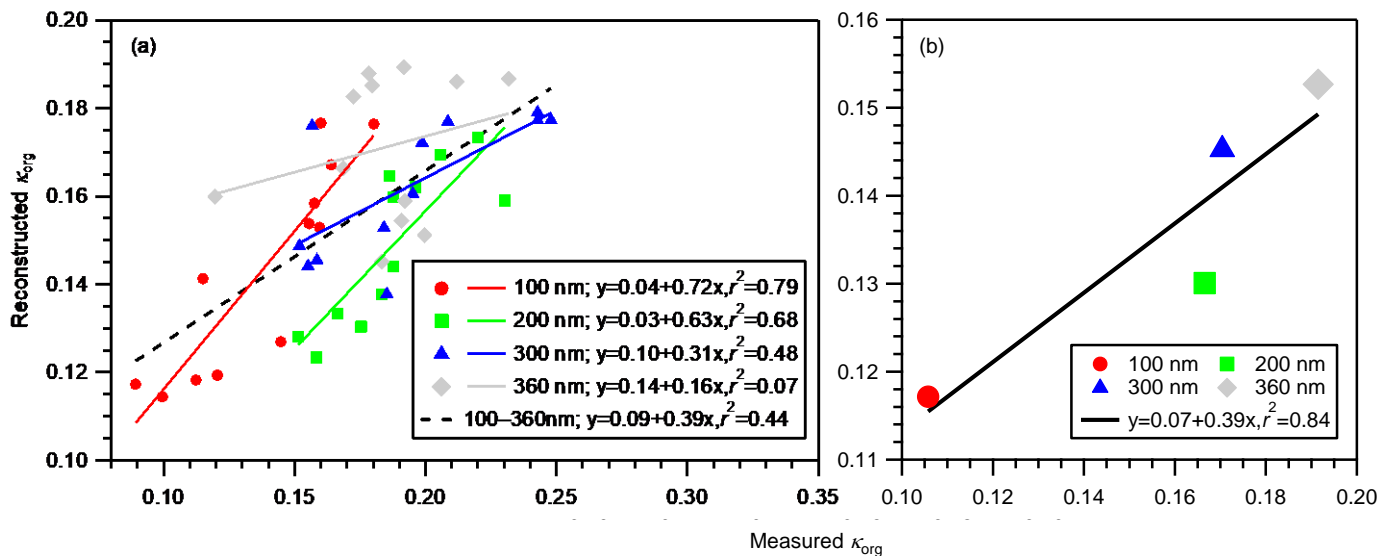 (a)
0.20
0.18
0.16
0.14
0.12
0.10
Reconstructed κorg
0.10 0.15 0.20 0.25 0.30 0.35
100 nm; y=0.04+0.72x,r²=0.79
200 nm; y=0.03+0.63x,r²=0.68
300 nm; y=0.10+0.31x,r²=0.48
360 nm; y=0.14+0.16x,r²=0.07
100–360nm; y=0.09+0.39x,r²=0.44
(b)
0.16
0.15
0.14
0.13
0.12
0.11
0.10 0.12 0.14 0.16 0.18 0.20
100 nm 200 nm
300 nm 360 nm
y=0.07+0.39x,r²=0.84
Measured κorg